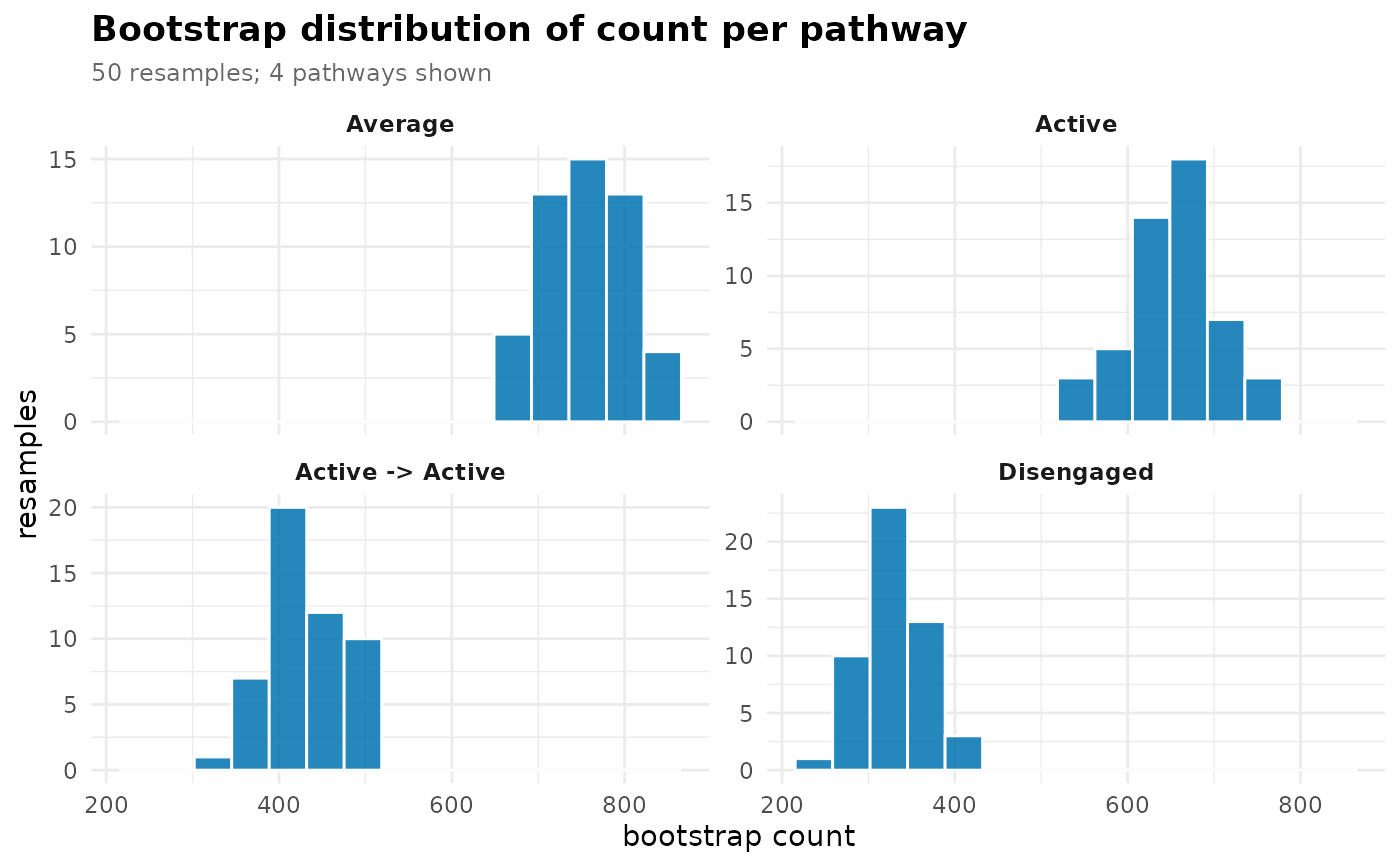 Bootstrap distribution of count per pathway
50 resamples; 4 pathways shown
Average
Active
15
10
5
0
15
10
5
0
Active -> Active
Disengaged
20
15
10
5
0
20
15
10
5
0
200 400 600 800
200 400 600 800
resamples
bootstrap count